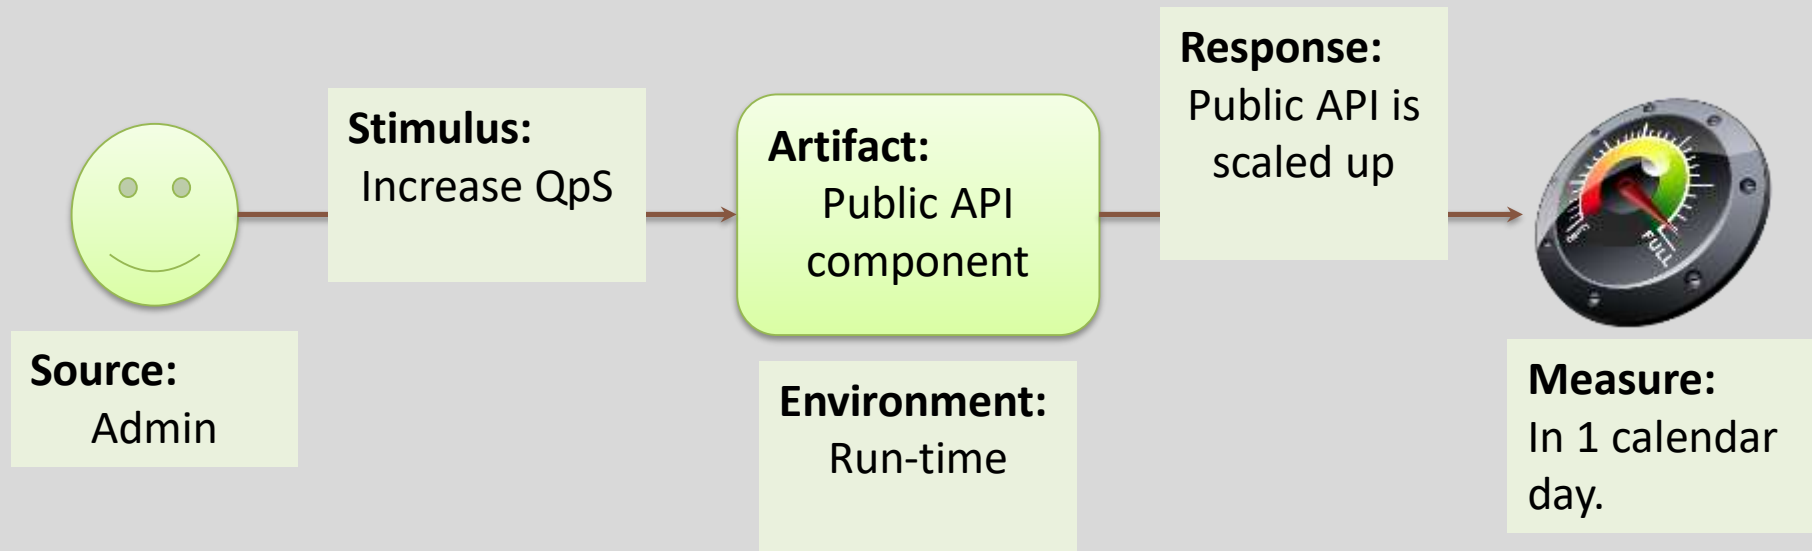 Source:
Admin
Stimulus:
Increase QpS
Artifact:
Public API
component
Environment:
Run-time
Response:
Public API is
scaled up
FULL
Measure:
In 1 calendar
day.